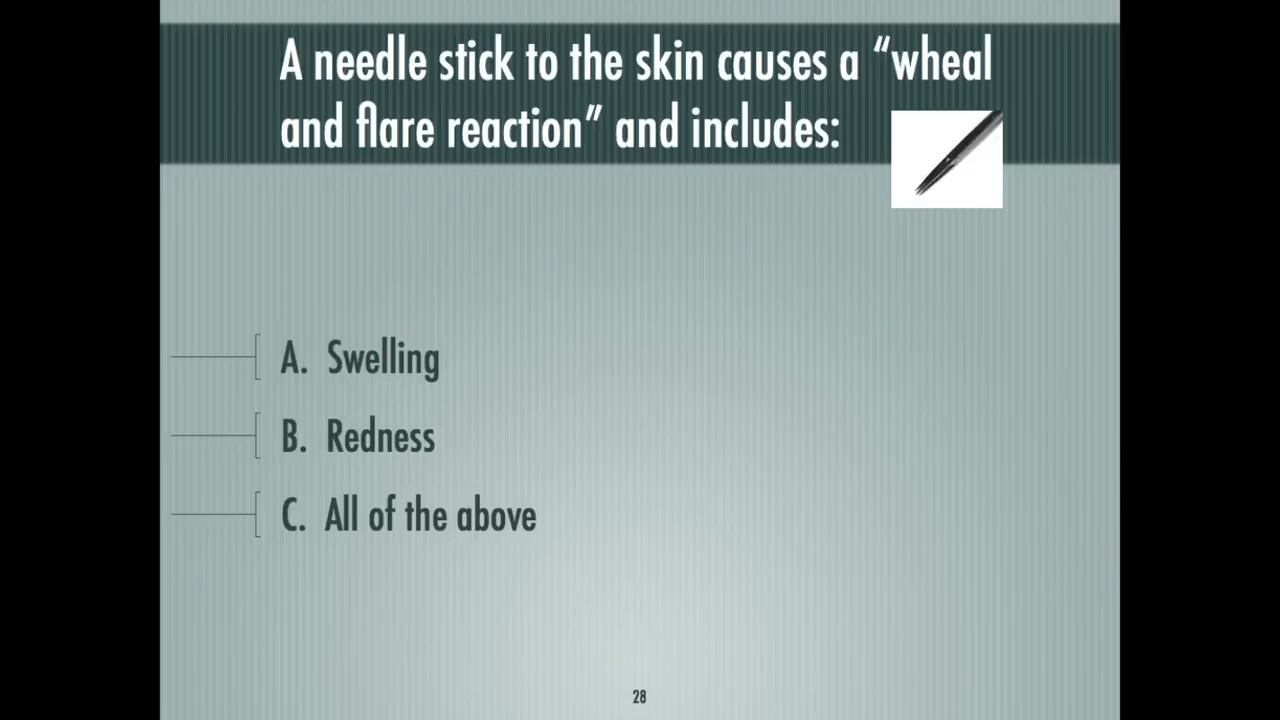 A needle stick to the skin causes a “wheal
and flare reaction” and includes:
A. Swelling
B. Redness
C. All of the above
28